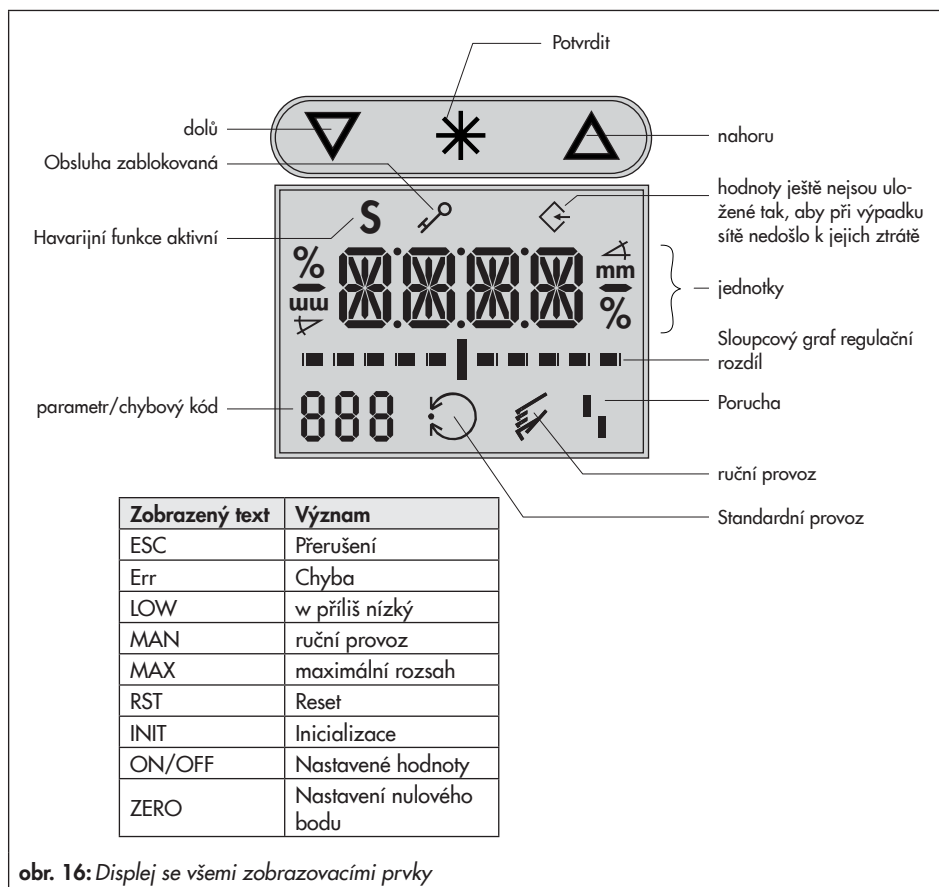 Potvrdit
dolů
nahoru
Obsluha zablokovaná
hodnoty ještě nejsou ulo-
žené tak, aby při výpadku
sítě nedošlo k jejich ztrátě
Havarijní funkce aktivní
S
%
mm
mm
%
jednotky
Sloupcový graf regulační
rozdíl
parametr/chybový kód
888
Porucha
ruční provoz
Standardní provoz
Zobrazený text Význam
ESC Přerušení
Err Chyba
LOW w příliš nízký
MAN ruční provoz
MAX maximální rozsah
RST Reset
INIT Inicializace
ON/OFF Nastavené hodnoty
ZERO Nastavení nulového
bodu
obr. 16: Displej se všemi zobrazovacími prvky